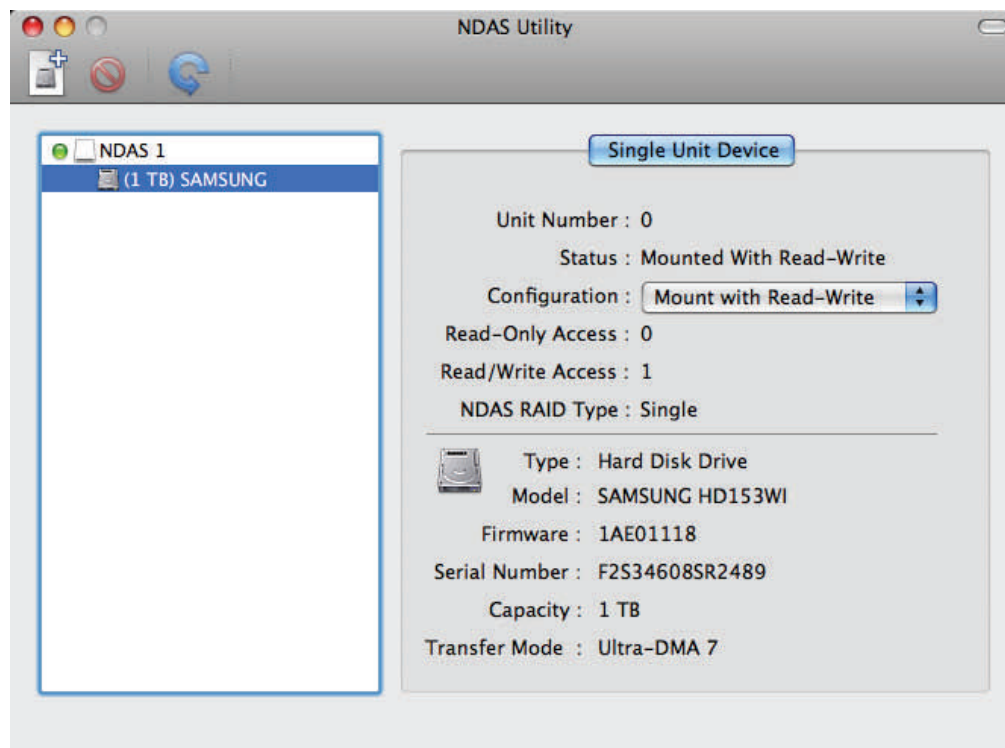 NDAS Utility
NDAS 1
(1 TB) SAMSUNG
Single Unit Device
Unit Number : 0
Status : Mounted With Read-Write
Configuration : Mount with Read-Write
Read-Only Access : 0
Read/Write Access : 1
NDAS RAID Type : Single
Type : Hard Disk Drive
Model : SAMSUNG HD153WI
Firmware : 1AE01118
Serial Number : F2S34608SR2489
Capacity : 1 TB
Transfer Mode : Ultra-DMA 7